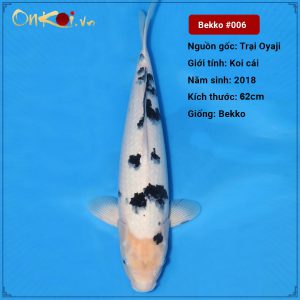 OnKoi.vn
Bekko #006
Nguồn gốc: Trại Oyaji
Giới tính: Koi cái
Năm sinh: 2018
Kích thước: 62cm
Giống: Bekko